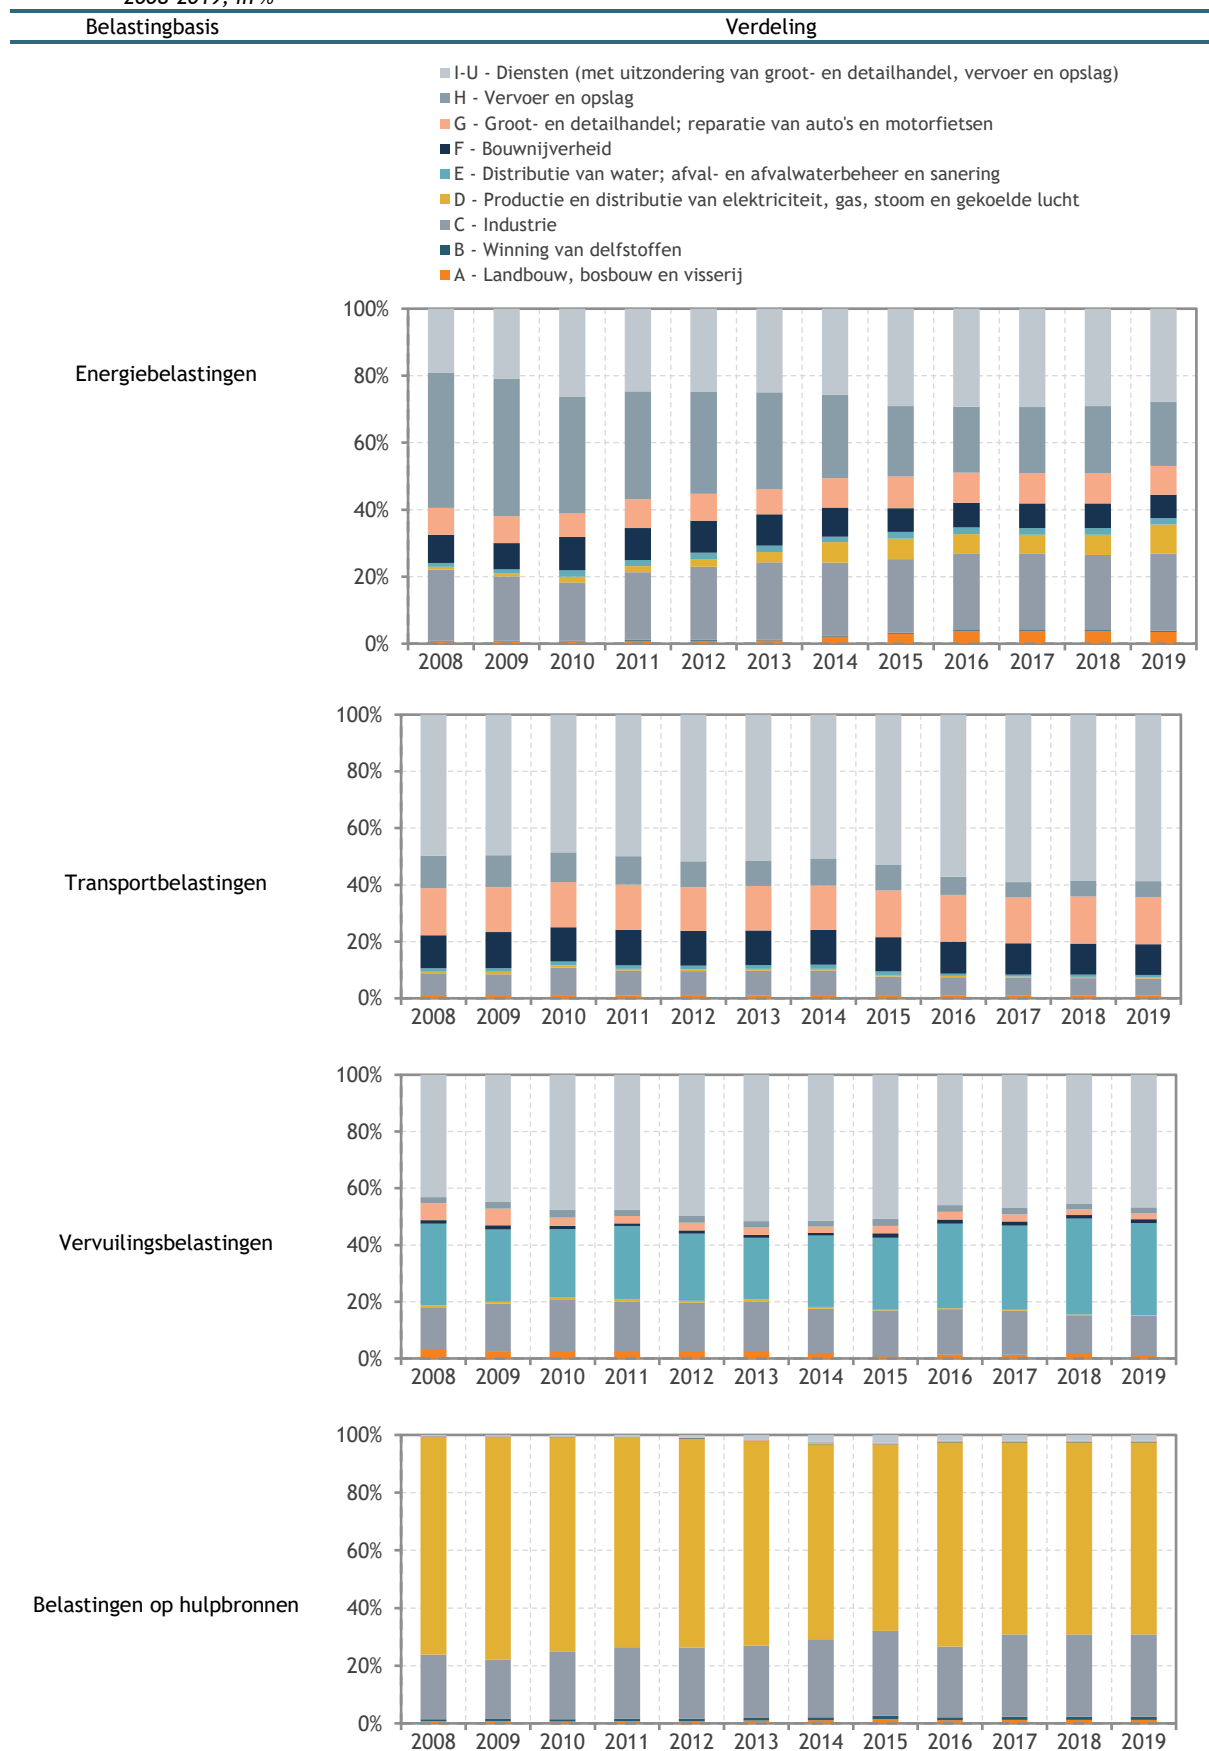 2008-2019, in %
Belastingbasis Verdeling
I-U - Diensten (met uitzondering van groot- en detailhandel, vervoer en opslag)
H - Vervoer en opslag
G - Groot- en detailhandel; reparatie van auto's en motorfietsen
F - Bouwnijverheid
E - Distributie van water; afval- en afvalwaterbeheer en sanering
D - Productie en distributie van elektriciteit, gas, stoom en gekoelde lucht
C - Industrie
B - Winning van delfstoffen
A - Landbouw, bosbouw en visserij
Energiebelastingen
100%
80%
60%
40%
20%
0%
2008 2009 2010 2011 2012 2013 2014 2015 2016 2017 2018 2019
Transportbelastingen
100%
80%
60%
40%
20%
0%
2008 2009 2010 2011 2012 2013 2014 2015 2016 2017 2018 2019
Vervuilingsbelastingen
100%
80%
60%
40%
20%
0%
2008 2009 2010 2011 2012 2013 2014 2015 2016 2017 2018 2019
Belastingen op hulpbronnen
100%
80%
60%
40%
20%
0%
2008 2009 2010 2011 2012 2013 2014 2015 2016 2017 2018 2019